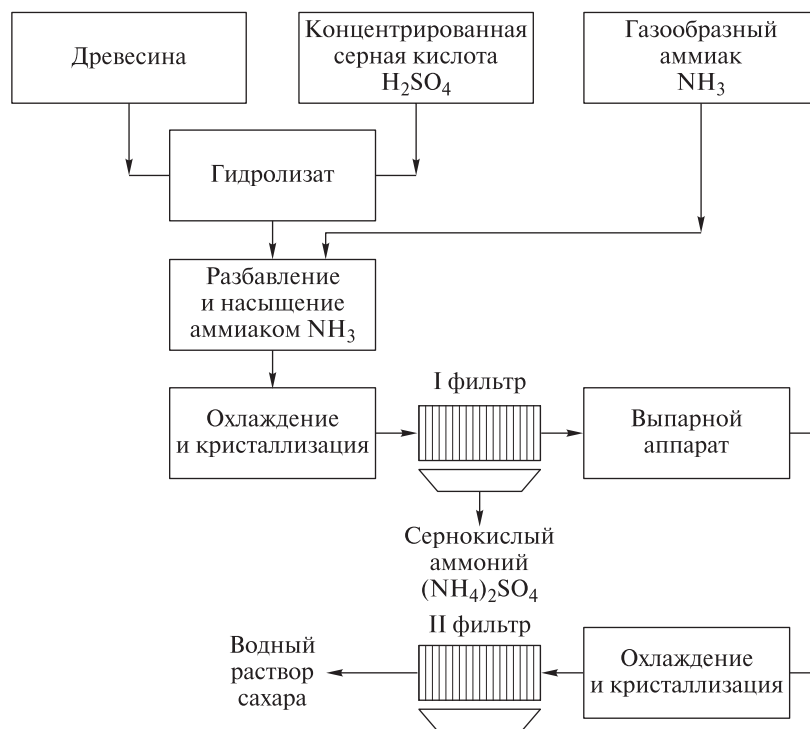 Древесина
Концентрированная
серная кислота
H₂SO₄
Газообразный
аммиак
NH₃
Гидролизат
Разбавление
и насыщение
аммиаком NH₃
Охлаждение
и кристаллизация
I фильтр
Выпарной
аппарат
Сернокислый
аммоний
(NH₄)₂SO₄
II фильтр
Водный
раствор
сахара
Охлаждение
и кристаллизация